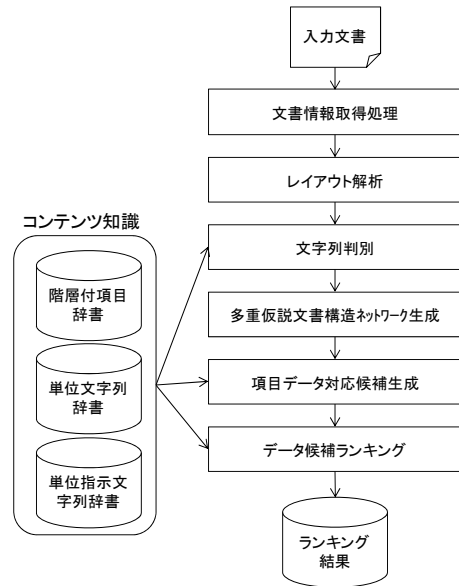 入力文書
文書情報取得処理
レイアウト解析
文字列判別
多重仮説文書構造ネットワーク生成
項目データ対応候補生成
データ候補ランキング
ランキング
結果
コンテンツ知識
階層付項目
辞書
単位文字列
辞書
単位指示文
字列辞書